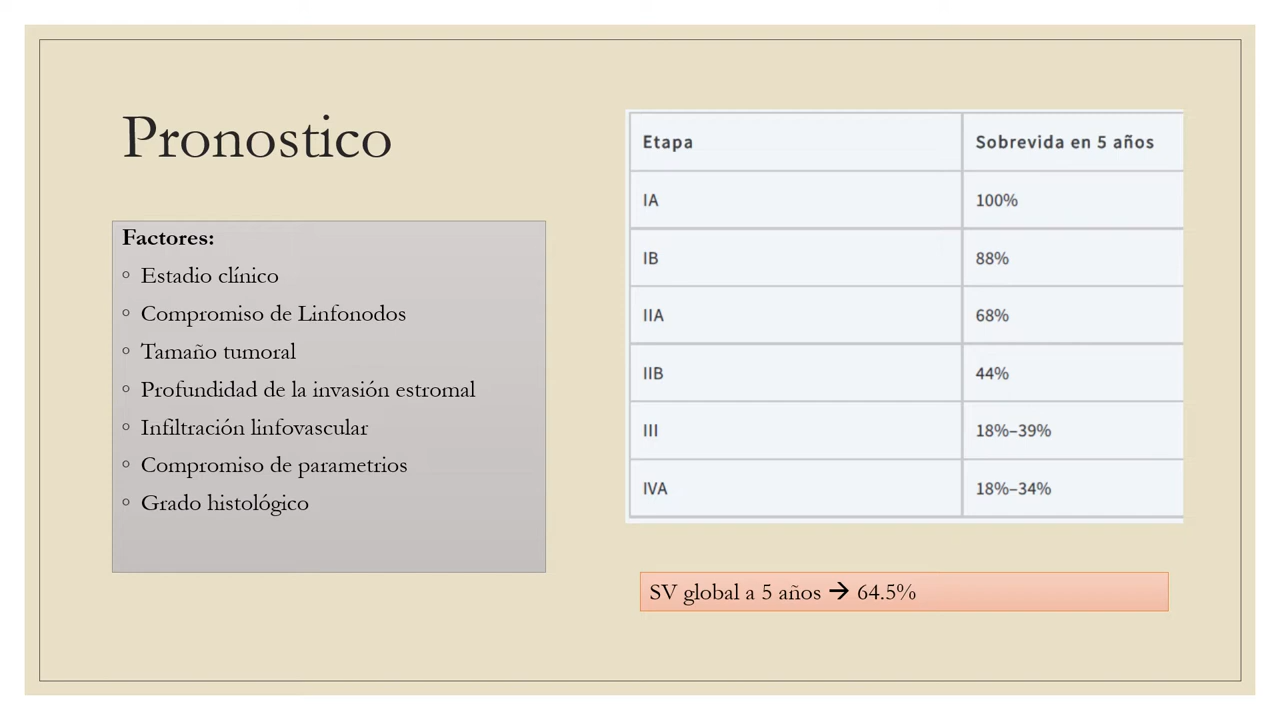 Pronostico
Factores:
◦ Estadio clínico
◦ Compromiso de Linfonodos
◦ Tamaño tumoral
◦ Profundidad de la invasión estromal
◦ Infiltración linfovascular
◦ Compromiso de parametrios
◦ Grado histológico
Etapa Sobrevida en 5 años
IA 100%
IB 88%
IIA 68%
IIB 44%
III 18%–39%
IVA 18%–34%
SV global a 5 años → 64.5%